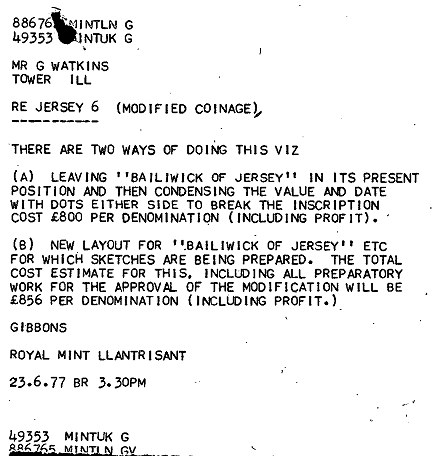 88676 MINTLN G
49353 MINTUK G
MR G WATKINS
TOWER ILL
RE JERSEY 6 (MODIFIED COINAGE),
----------
THERE ARE TWO WAYS OF DOING THIS VIZ
(A) LEAVING ''BAILIWICK OF JERSEY'' IN ITS PRESENT
POSITION AND THEN CONDENSING THE VALUE AND DATE
WITH DOTS EITHER SIDE TO BREAK THE INSCRIPTION
COST £800 PER DENOMINATION (INCLUDING PROFIT).
(B) NEW LAYOUT FOR ''BAILIWICK OF JERSEY'' ETC
FOR WHICH SKETCHES ARE BEING PREPARED. THE TOTAL
COST ESTIMATE FOR THIS, INCLUDING ALL PREPARATORY
WORK FOR THE APPROVAL OF THE MODIFICATION WILL BE
£856 PER DENOMINATION (INCLUDING PROFIT.)
GIBBONS
ROYAL MINT LLANTRISANT
23.6.77 BR 3.30PM
49353 MINTUK G
886765 MINTLN GV